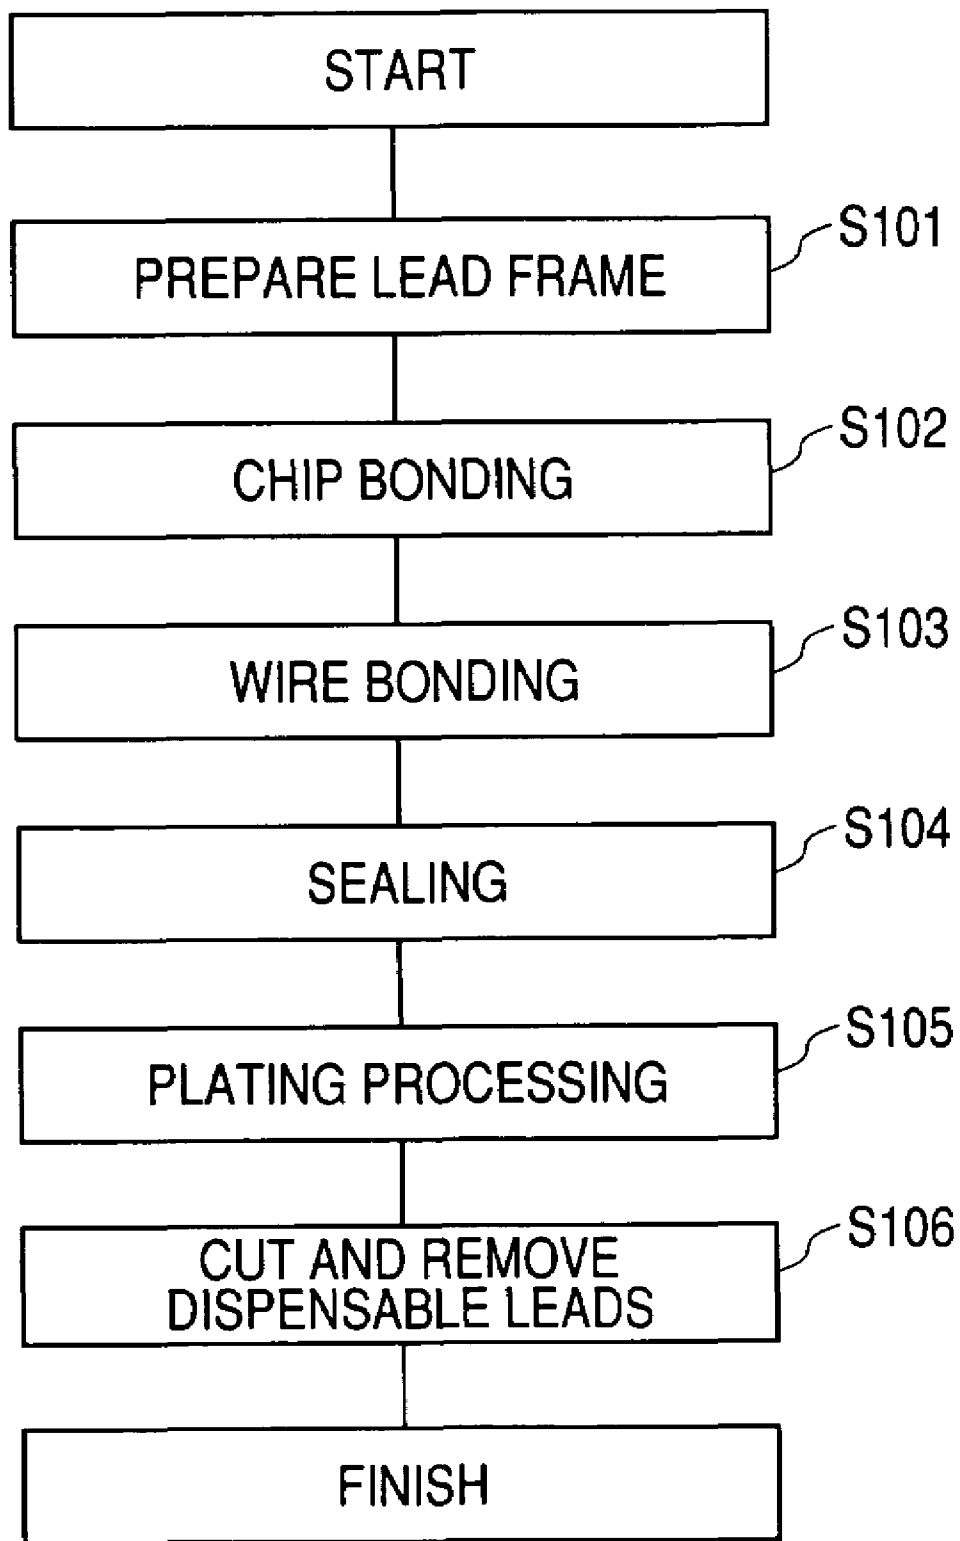 START
S101
PREPARE LEAD FRAME
S102
CHIP BONDING
S103
WIRE BONDING
S104
SEALING
S105
PLATING PROCESSING
S106
CUT AND REMOVE
DISPENSABLE LEADS
FINISH